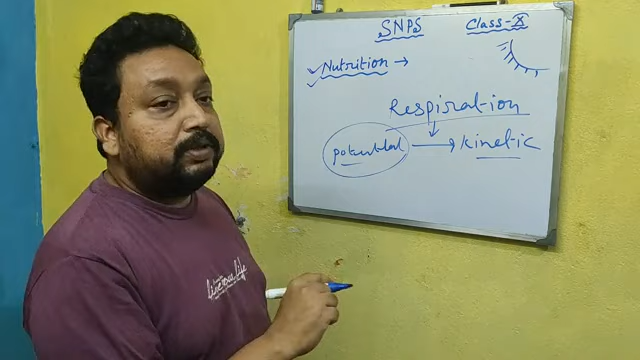 SNPS Class-X
Nutrition →
Respiration
potential → kinetic